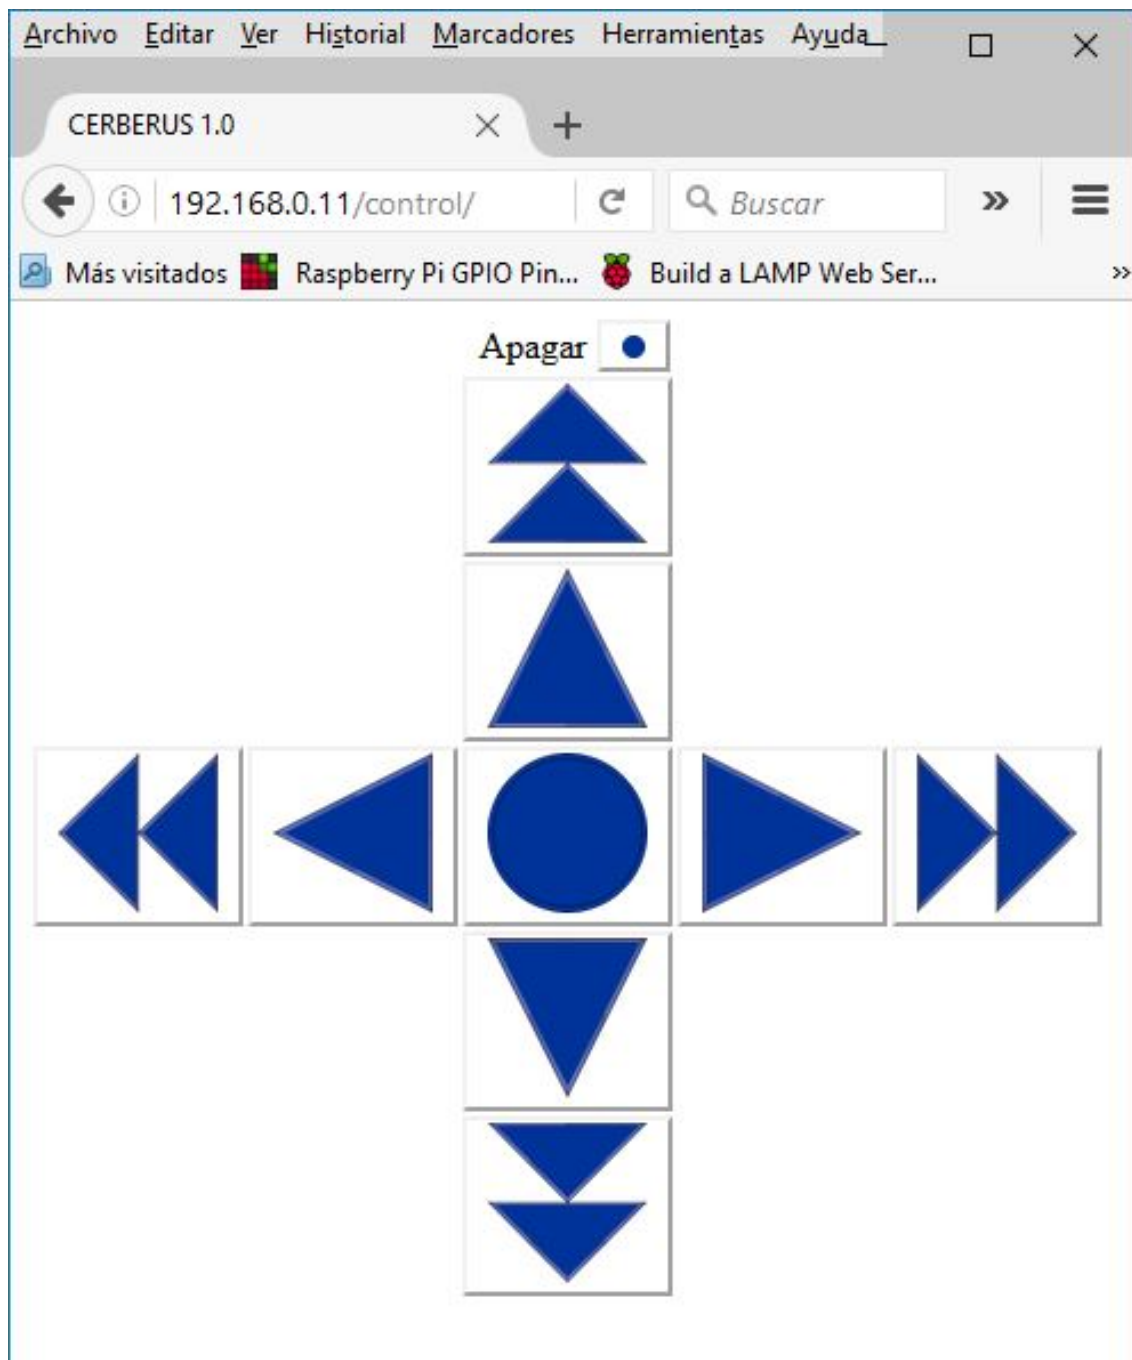 Archivo Editar Ver Historial Marcadores Herramientas Ayuda
CERBERUS 1.0
192.168.0.11/control/ Buscar
Más visitados Raspberry Pi GPIO Pin... Build a LAMP Web Ser...
Apagar